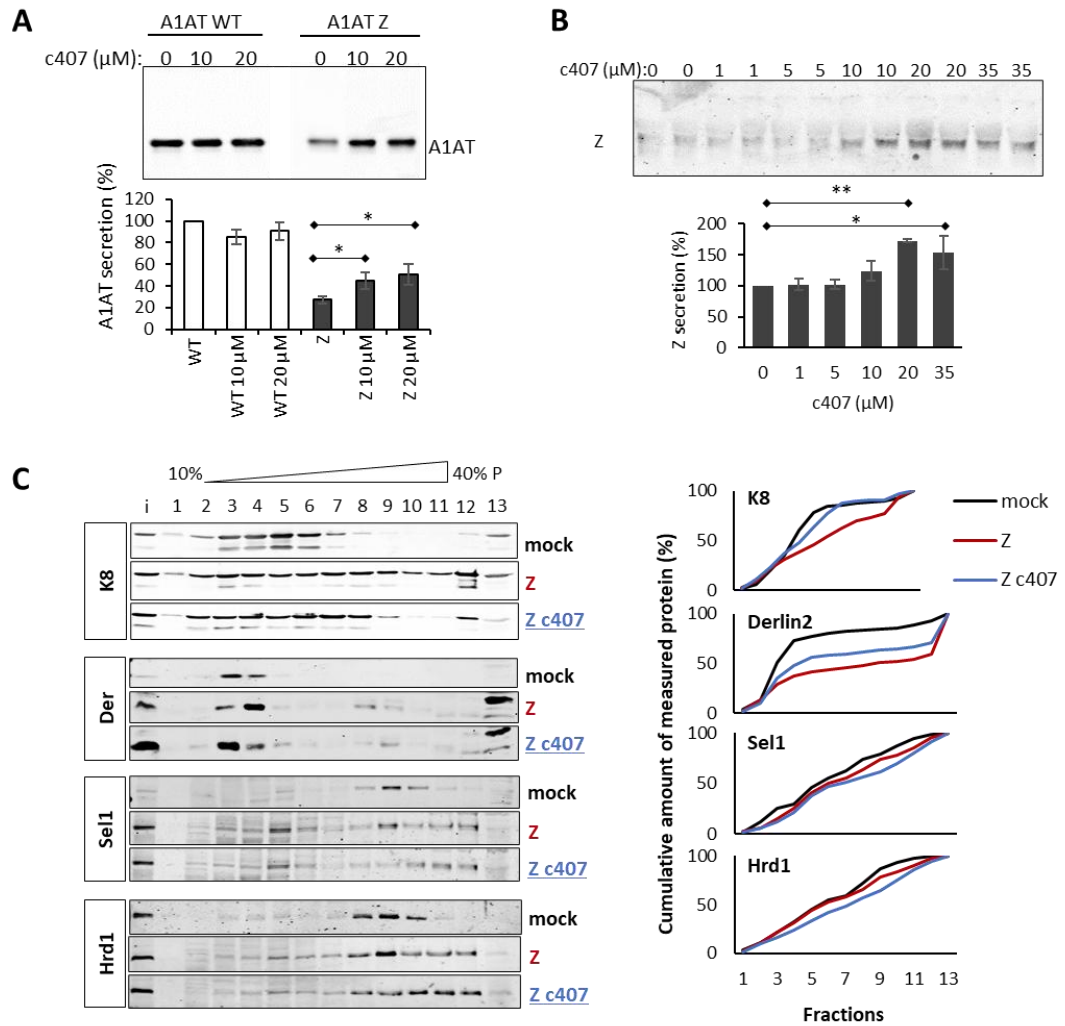 A
A1AT WT A1AT Z
c407 (µM): 0 10 20 0 10 20
A1AT
A1AT secretion (%)
120
100
80
60
40
20
0
WT
WT 10 µM
WT 20 µM
Z
Z 10 µM
Z 20 µM
*
*
B
c407 (µM): 0 0 1 1 5 5 10 10 20 20 35 35
Z
**
*
Z secretion (%)
200
150
100
50
0
0 1 5 10 20 35
c407 (µM)
C
10% 40% P
i 1 2 3 4 5 6 7 8 9 10 11 12 13
K8
mock
Z
Z c407
Der
mock
Z
Z c407
Sel1
mock
Z
Z c407
Hrd1
mock
Z
Z c407
Cumulative amount of measured protein (%)
100
50
0
K8
100
50
0
Derlin2
100
50
0
Sel1
100
50
0
Hrd1
1 3 5 7 9 11 13
Fractions
mock
Z
Z c407